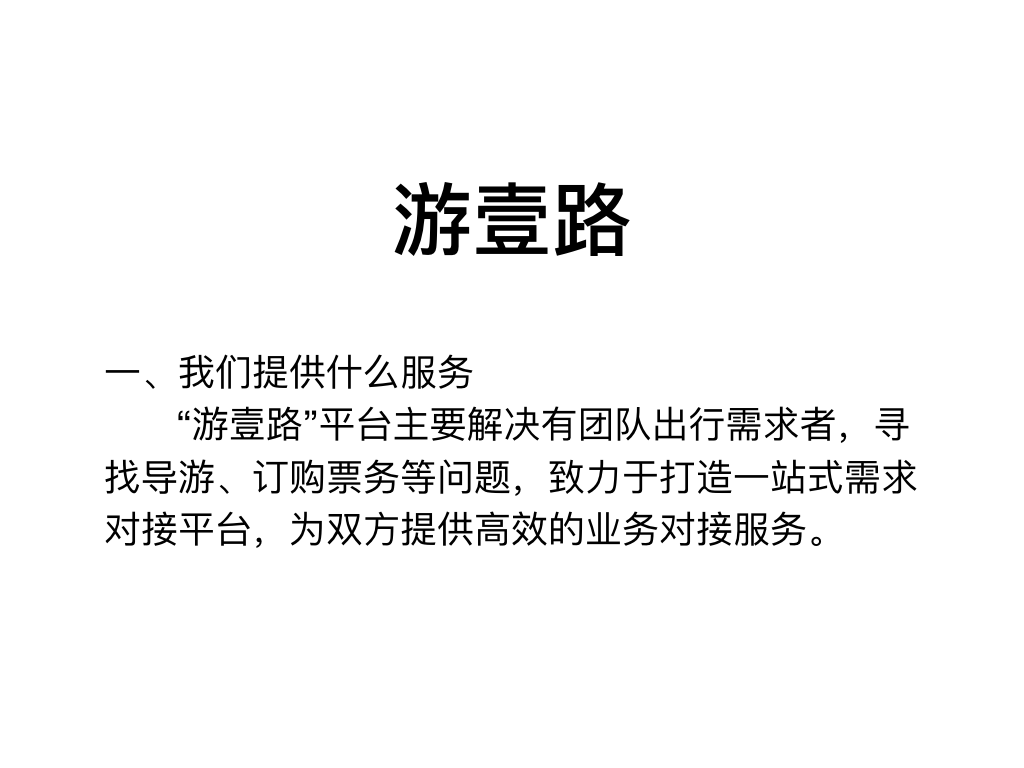 游壹路
一、我们提供什么服务
“游壹路”平台主要解决有团队出行需求者，寻
找导游、订购票务等问题，致力于打造一站式需求
对接平台，为双方提供高效的业务对接服务。